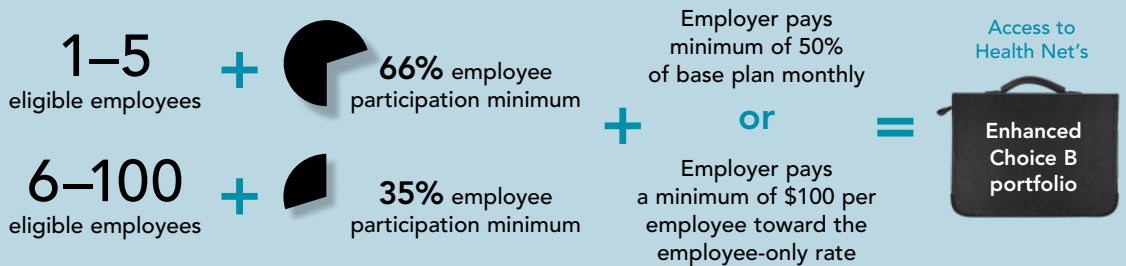 1–5
eligible employees
+
66% employee
participation minimum
6–100
eligible employees
+
35% employee
participation minimum
+
Employer pays
minimum of 50%
of base plan monthly
or
Employer pays
a minimum of $100 per
employee toward the
employee-only rate
=
Access to
Health Net’s
Enhanced
Choice B
portfolio